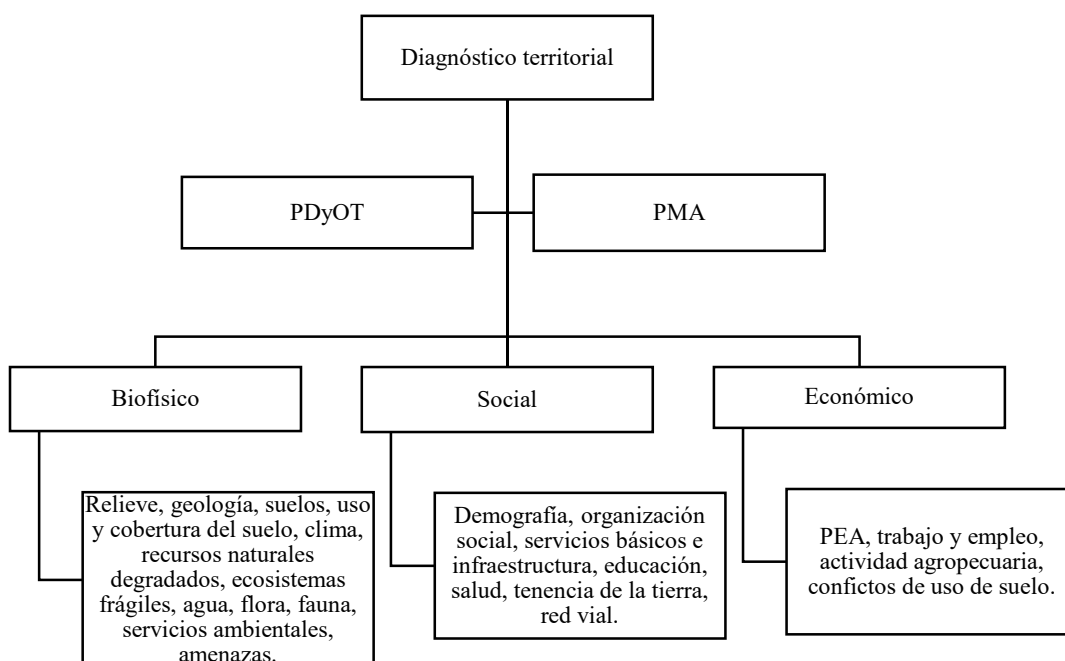 Diagnóstico territorial
PDyOT
PMA
Biofísico
Social
Económico
Relieve, geología, suelos, uso
y cobertura del suelo, clima,
recursos naturales
degradados, ecosistemas
frágiles, agua, flora, fauna,
servicios ambientales,
amenazas.
Demografía, organización
social, servicios básicos e
infraestructura, educación,
salud, tenencia de la tierra,
red vial.
PEA, trabajo y empleo,
actividad agropecuaria,
confictos de uso de suelo.